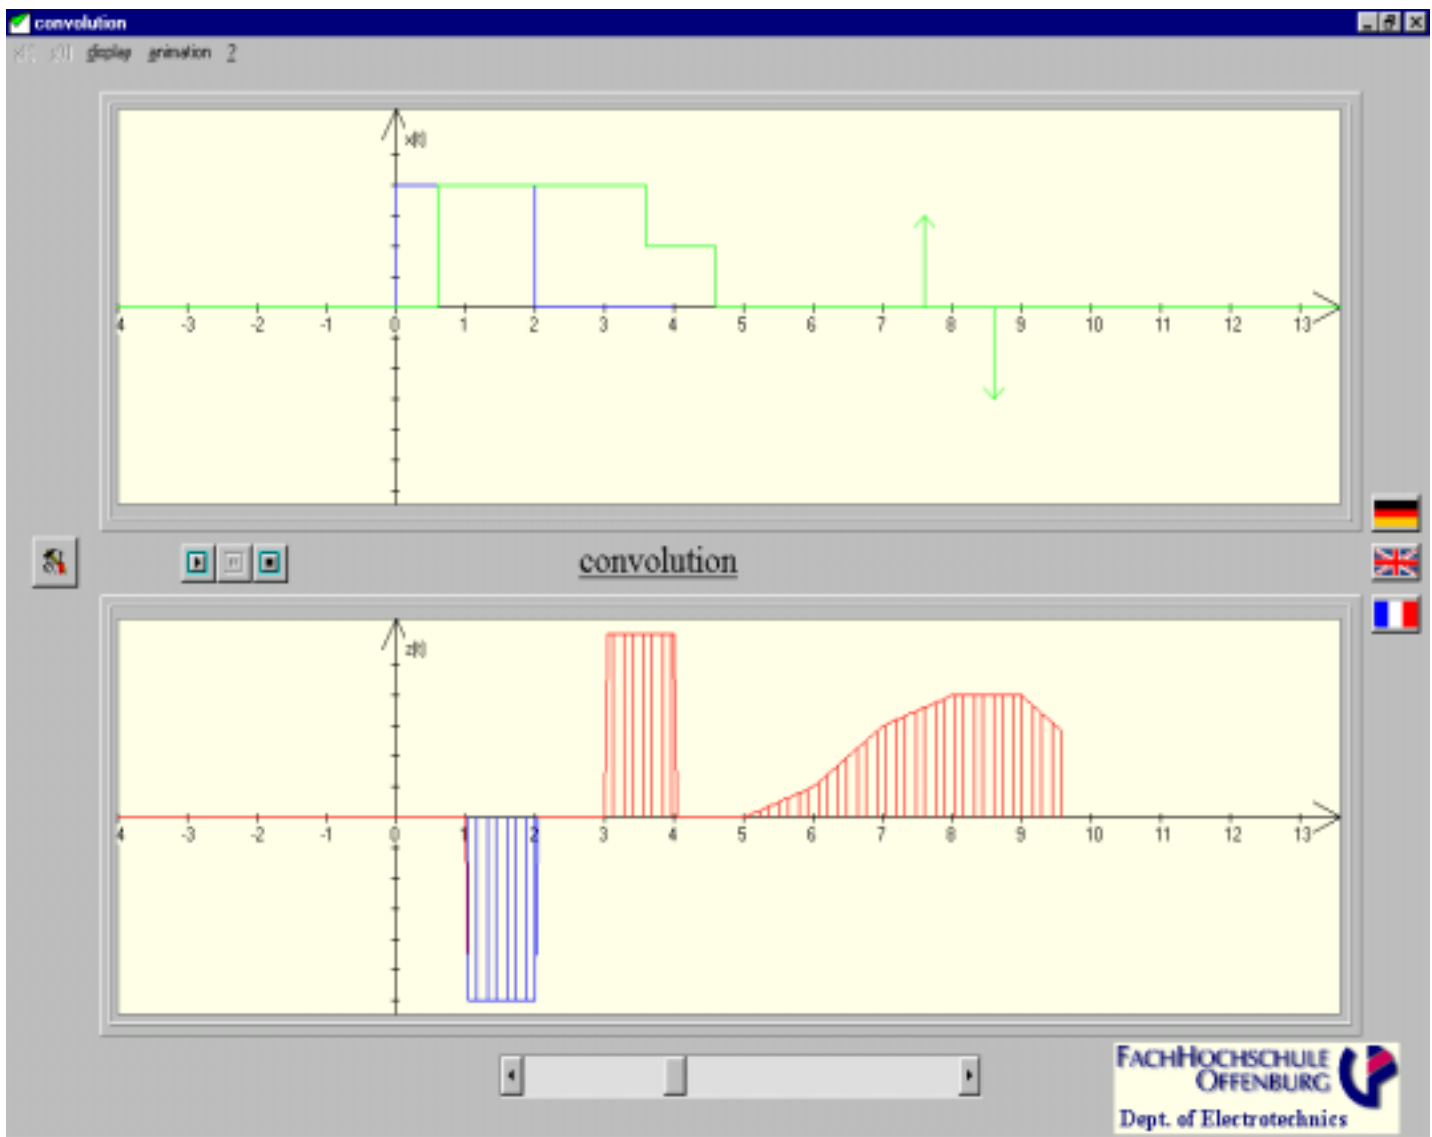 convolution
display animation ?
x(t)
4 -3 -2 -1 0 1 2 3 4 5 6 7 8 9 10 11 12 13
convolution
z(t)
4 -3 -2 -1 0 1 2 3 4 5 6 7 8 9 10 11 12 13
FACHHOCHSCHULE
OFFENBURG
Dept. of Electrotechnics